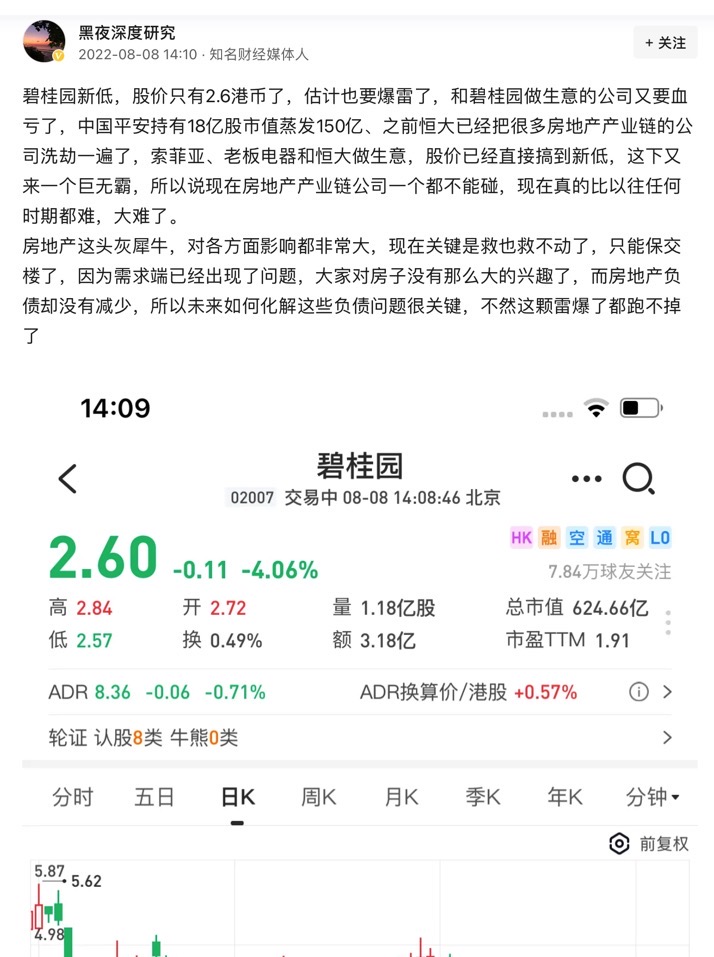 黑夜深度研究
2022-08-08 14:10 · 知名财经媒体人
+ 关注
碧桂园新低，股价只有2.6港币了，估计也要爆雷了，和碧桂园做生意的公司又要血
亏了，中国平安持有18亿股市值蒸发150亿、之前恒大已经把很多房地产产业链的公
司洗劫一遍了，索菲亚、老板电器和恒大做生意，股价已经直接搞到新低，这下又
来一个巨无霸，所以说现在房地产产业链公司一个都不能碰，现在真的比以往任何
时期都难，大难了。
房地产这头灰犀牛，对各方面影响都非常大，现在关键是救也救不动了，只能保交
楼了，因为需求端已经出现了问题，大家对房子没有那么大的兴趣了，而房地产负
债却没有减少，所以未来如何化解这些负债问题很关键，不然这颗雷爆了都跑不掉
了
14:09
碧桂园
02007 交易中 08-08 14:08:46 北京
2.60 -0.11 -4.06%
HK 融 空 通 窝 L0
7.84万球友关注
高 2.84 开 2.72 量 1.18亿股 总市值 624.66亿
低 2.57 换 0.49% 额 3.18亿 市盈TTM 1.91
ADR 8.36 -0.06 -0.71% ADR换算价/港股 +0.57%
轮证 认股8类 牛熊0类
分时 五日 日K 周K 月K 季K 年K 分钟
前复权
5.87
5.62
4.98